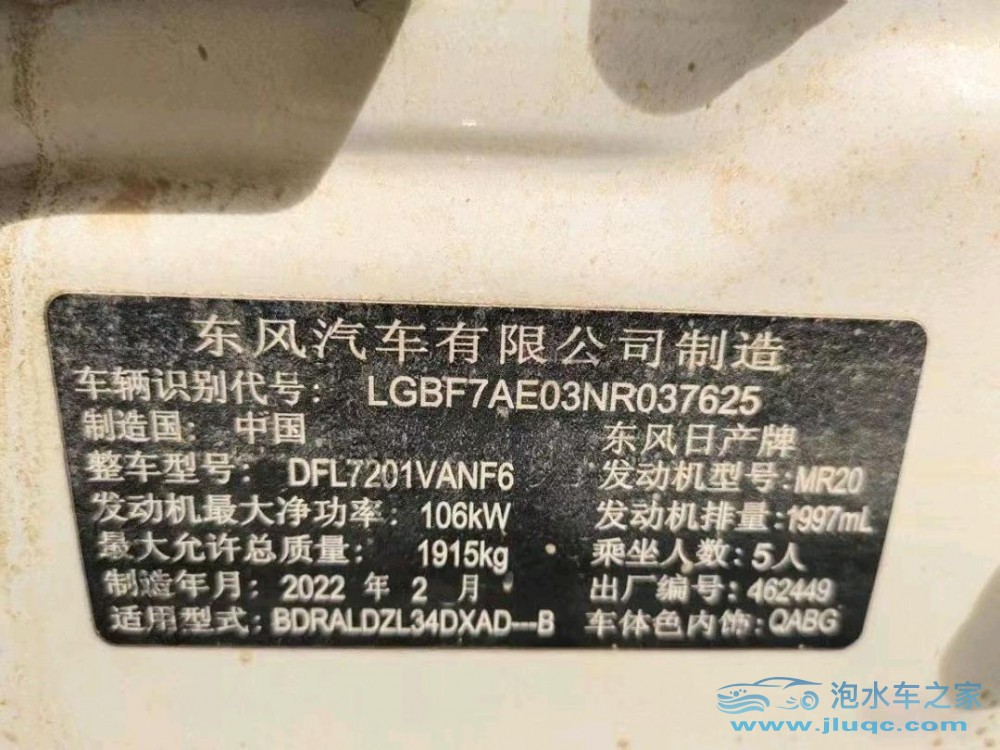 东风汽车有限公司制造
车辆识别代号: LGBF7AE03NR037625
制造国: 中国 东风日产牌
整车型号: DFL7201VANF6 发动机型号:MR20
发动机最大净功率: 106kW 发动机排量:1997mL
最大允许总质量: 1915kg 乘坐人数:5人
制造年月: 2022 年 2 月 出厂编号: 462449
适用型式: BDRALDZL34DXAD---B 车体色内饰:QABG
泡水车之家
www.jluqc.com